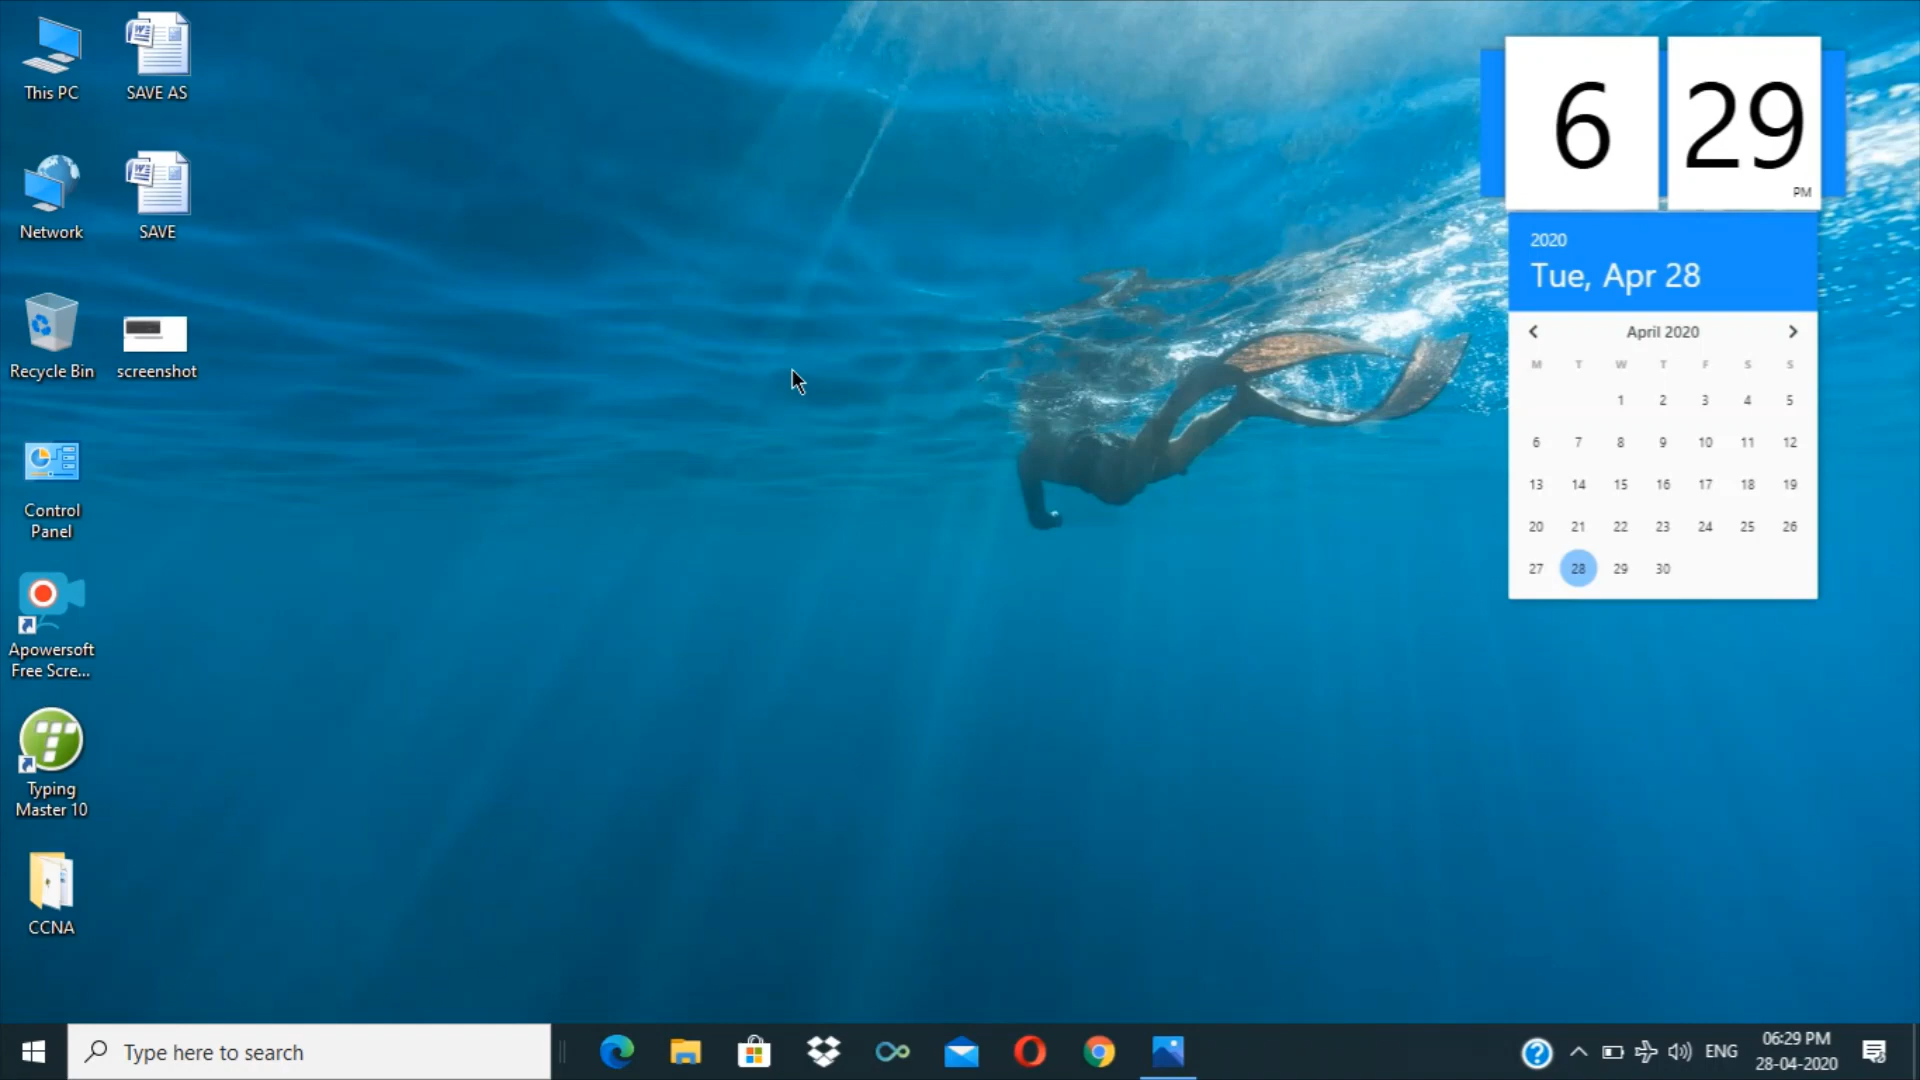 This PC
SAVE AS
Network
SAVE
Recycle Bin
screenshot
Control
Panel
Apowersoft
Free Scre...
Typing
Master 10
CCNA
6 29
PM
2020
Tue, Apr 28
April 2020
M T W T F S S
1 2 3 4 5
6 7 8 9 10 11 12
13 14 15 16 17 18 19
20 21 22 23 24 25 26
27 28 29 30
Type here to search
ENG
06:29 PM
28-04-2020